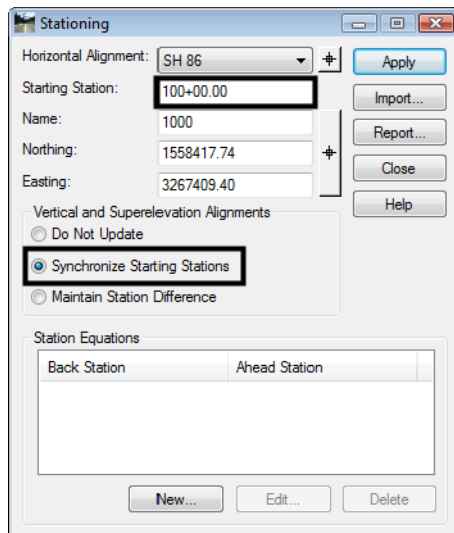 Stationing
Horizontal Alignment: SH 86
Apply
Starting Station: 100+00.00
Import...
Name: 1000
Report...
Northing: 1558417.74
Close
Easting: 3267409.40
Help
Vertical and Superelevation Alignments
Do Not Update
Synchronize Starting Stations
Maintain Station Difference
Station Equations
Back Station Ahead Station
New... Edit... Delete